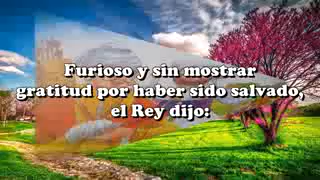 Furioso y sin mostrar
gratitud por haber sido salvado,
el Rey dijo: